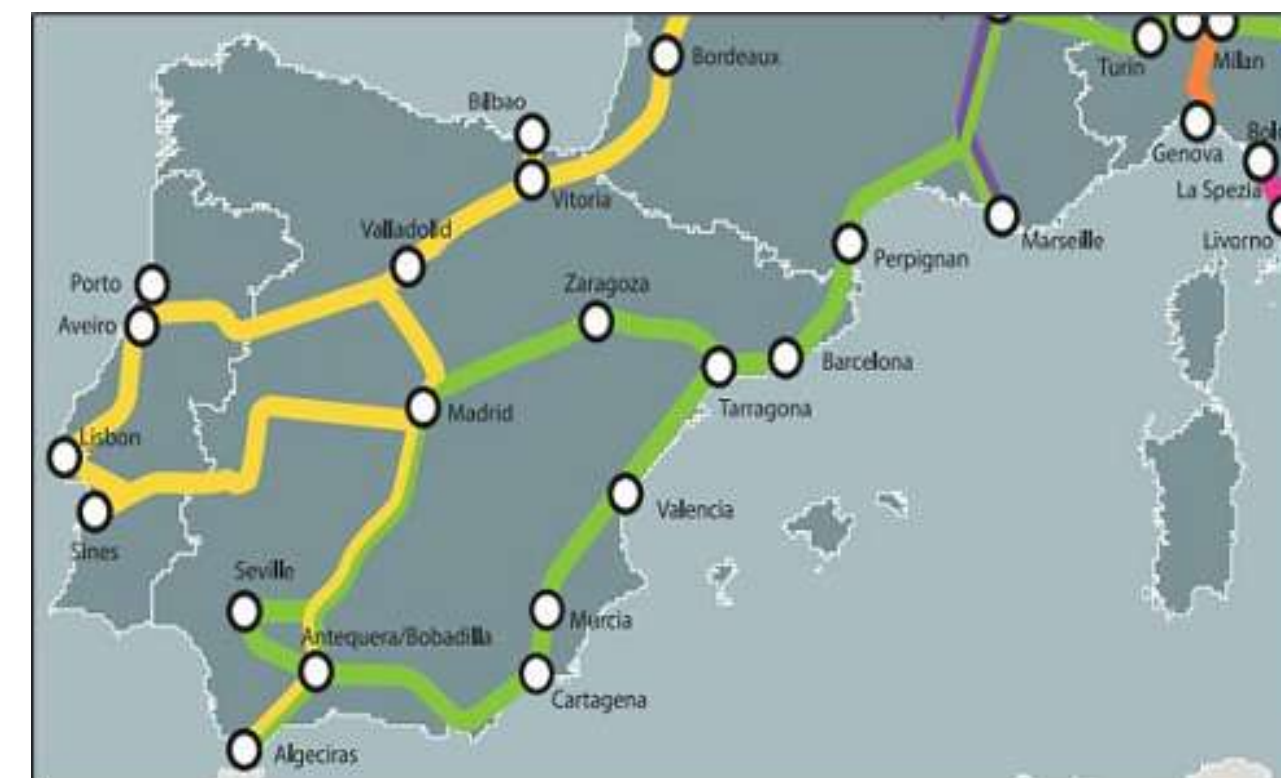 Bordeaux
Milan
Turin
Bilbao
Genova
La Spezia
Vitoria
Valladolid
Marseille
Livorno
Perpignan
Porto
Zaragoza
Aveiro
Barcelona
Madrid
Tarragona
Lisbon
Valencia
Sines
Seville
Murcia
Antequera/Bobadilla
Cartagena
Algeciras